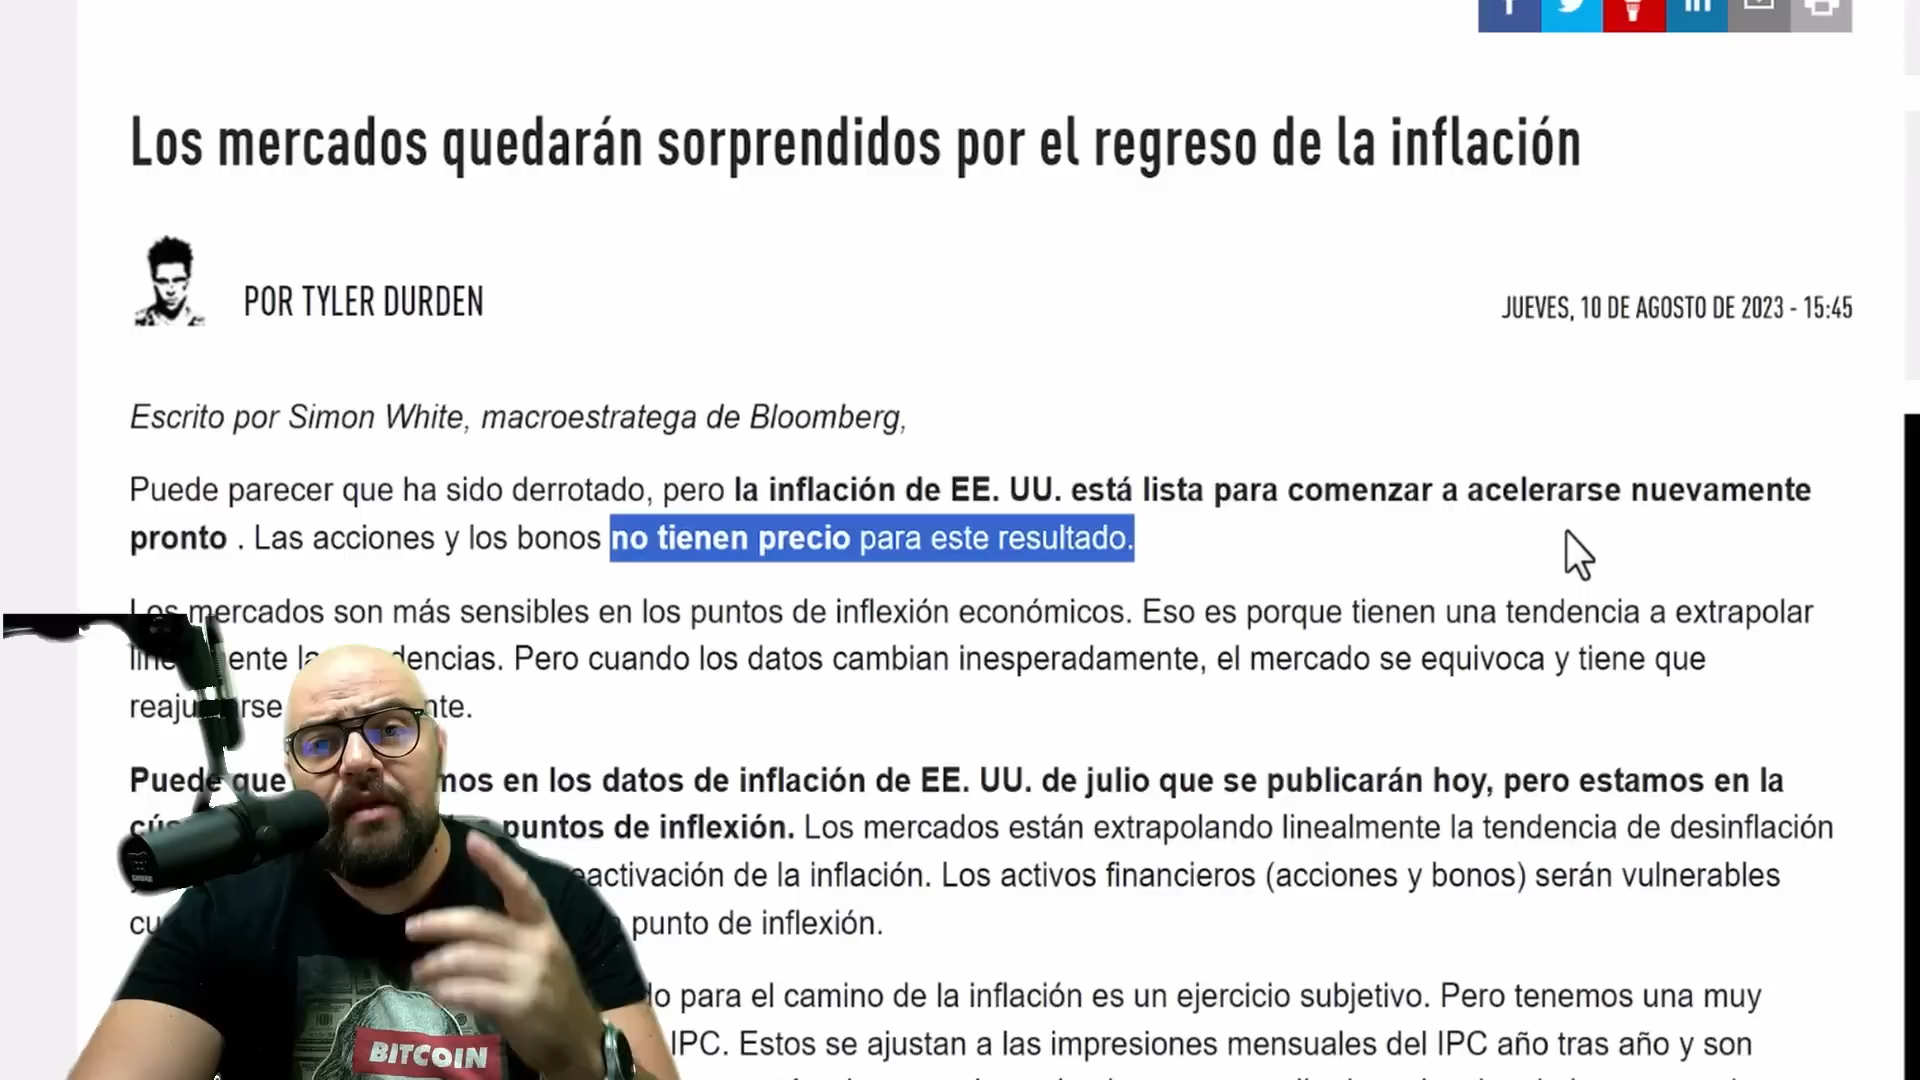 Los mercados quedarán sorprendidos por el regreso de la inflación
POR TYLER DURDEN
JUEVES, 10 DE AGOSTO DE 2023 - 15:45
Escrito por Simon White, macroestratega de Bloomberg,
Puede parecer que ha sido derrotado, pero la inflación de EE. UU. está lista para comenzar a acelerarse nuevamente
pronto . Las acciones y los bonos no tienen precio para este resultado.
Los mercados son más sensibles en los puntos de inflexión económicos. Eso es porque tienen una tendencia a extrapolar
tendencias. Pero cuando los datos cambian inesperadamente, el mercado se equivoca y tiene que
Puede que en los datos de inflación de EE. UU. de julio que se publicarán hoy, pero estamos en la
puntos de inflexión. Los mercados están extrapolando linealmente la tendencia de desinflación
de la inflación. Los activos financieros (acciones y bonos) serán vulnerables
punto de inflexión.
para el camino de la inflación es un ejercicio subjetivo. Pero tenemos una muy
IPC. Estos se ajustan a las impresiones mensuales del IPC año tras año y son
SHURE
BITCOIN